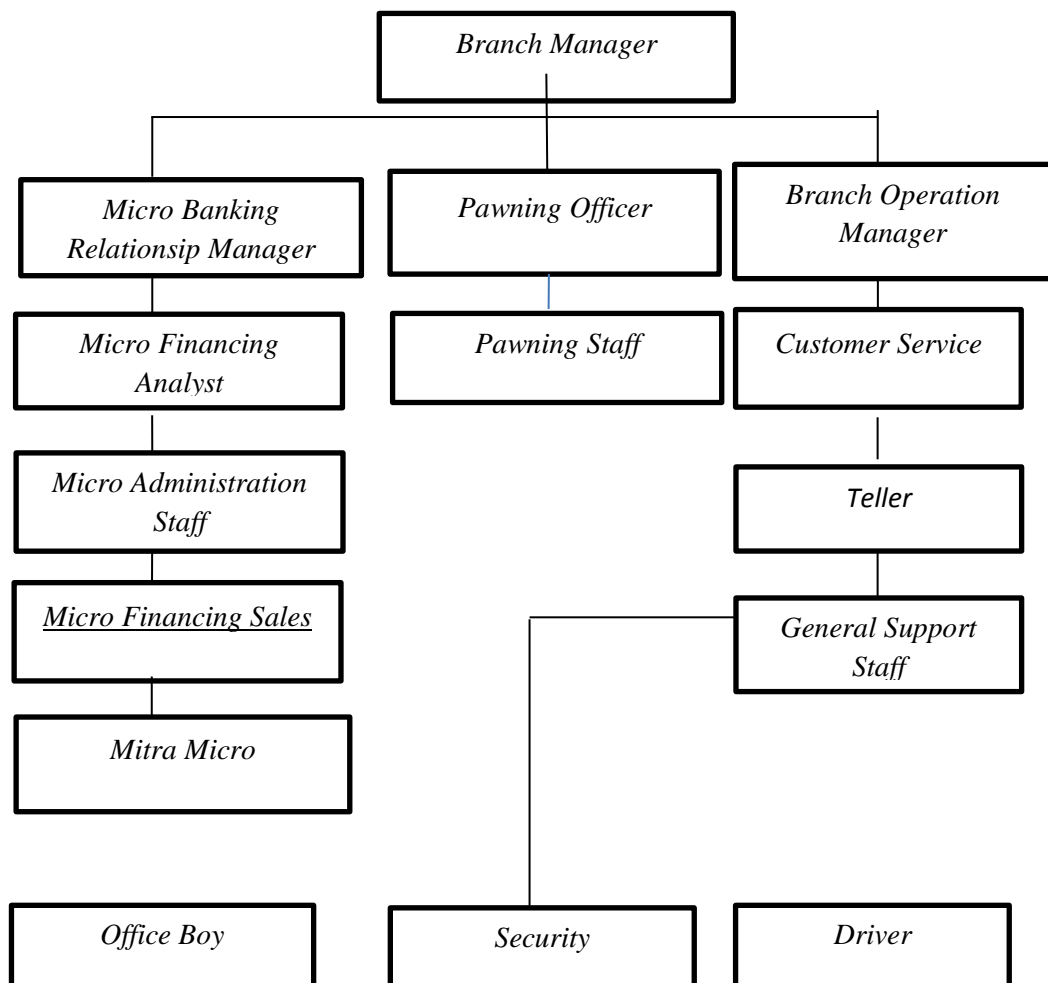 Branch Manager
Micro Banking
Relationsip Manager
Pawning Officer
Branch Operation
Manager
Micro Financing
Analyst
Pawning Staff
Customer Service
Micro Administration
Staff
Teller
Micro Financing Sales
General Support
Staff
Mitra Micro
Office Boy
Security
Driver